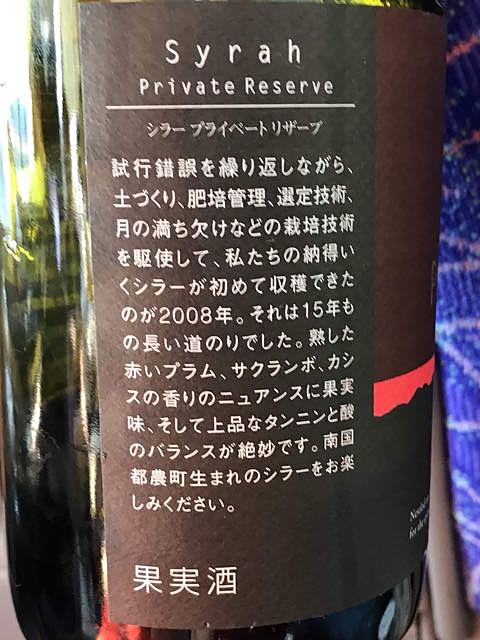 Syrah
Private Reserve
シラー プライベートリザーブ
試行錯誤を繰り返しながら、
土づくり、肥培管理、選定技術、
月の満ち欠けなどの栽培技術
を駆使して、私たちの納得い
くシラーが初めて収穫できた
のが2008年。それは15年も
の長い道のりでした。熟した
赤いプラム、サクランボ、カシ
スの香りのニュアンスに果実
味、そして上品なタンニンと酸
のバランスが絶妙です。南国
都農町生まれのシラーをお楽
しみください。
果実酒